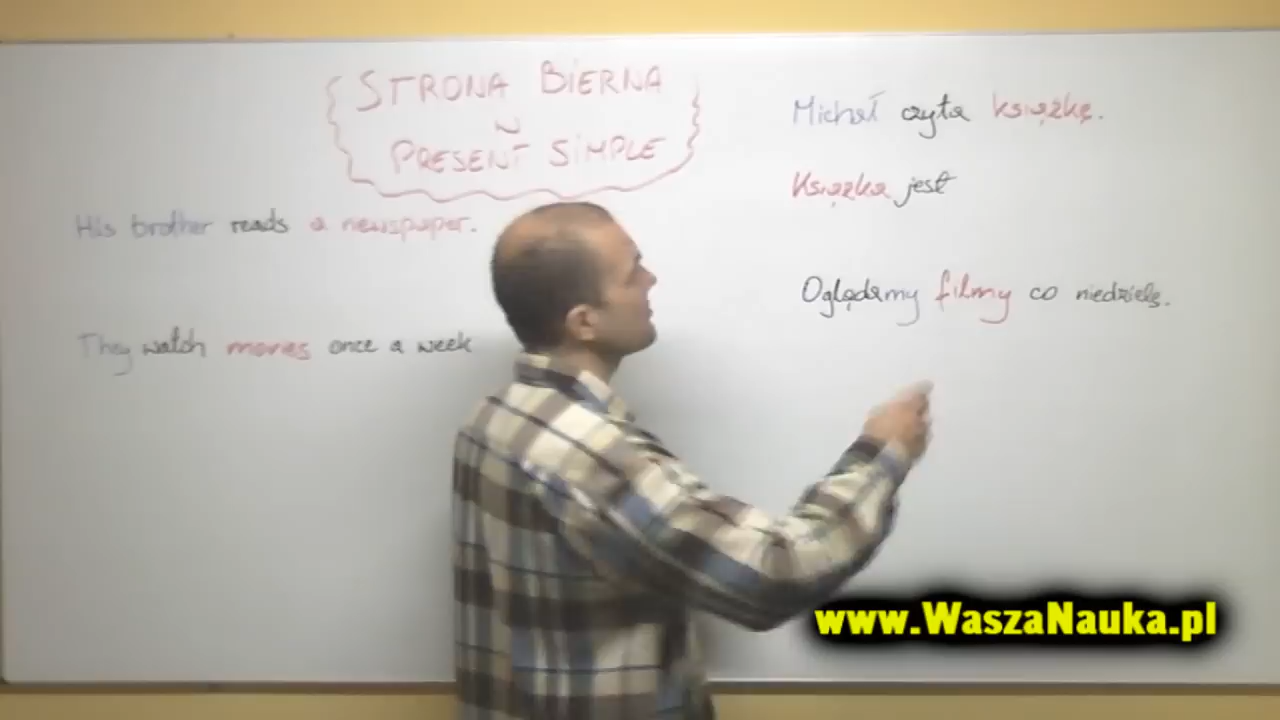 STRONA BIERNA
W
PRESENT SIMPLE
His brother reads a newspaper.
They watch movies once a week
Michał czyta książkę.
Książka jest
Oglądamy filmy co niedzielę.
www.WaszaNauka.pl